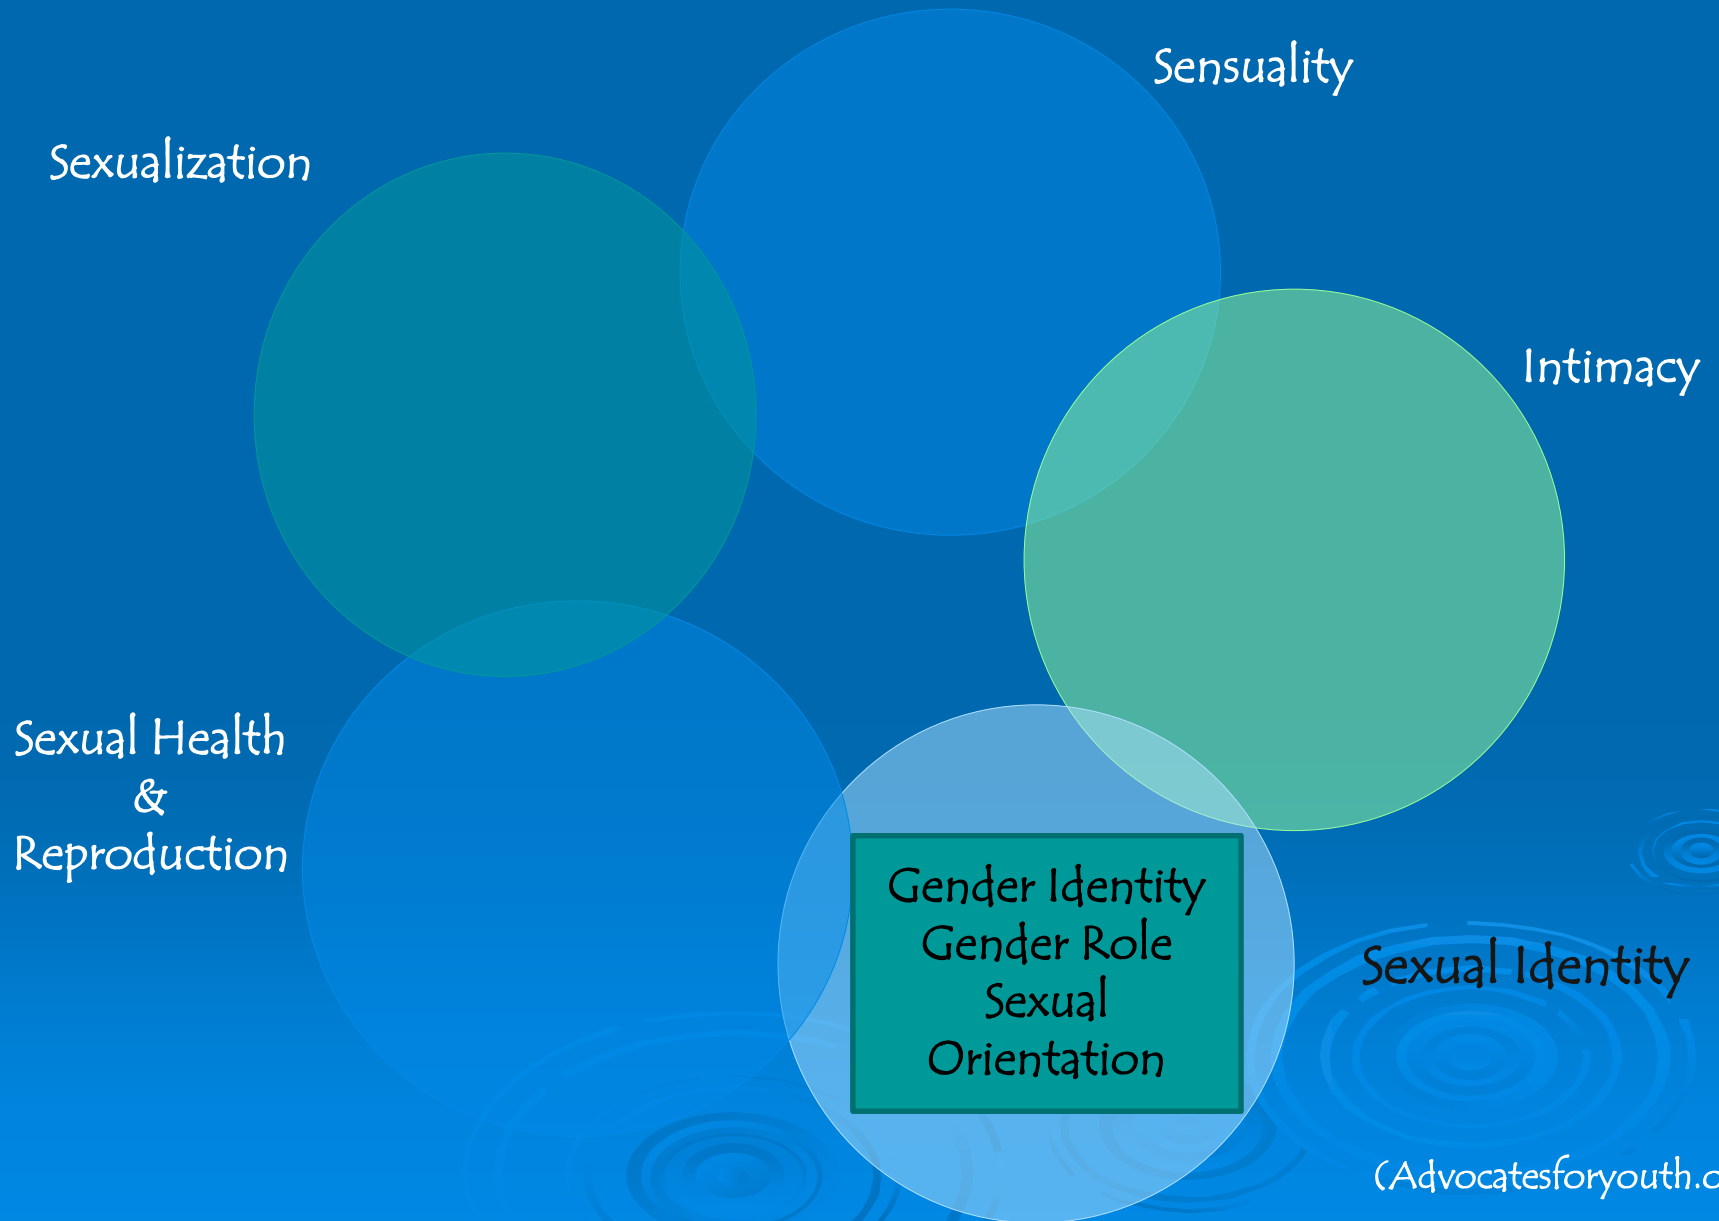 Sensuality
Sexualization
Intimacy
Sexual Health
&
Reproduction
Gender Identity
Gender Role
Sexual
Orientation
Sexual Identity
(Advocatesforyouth.o